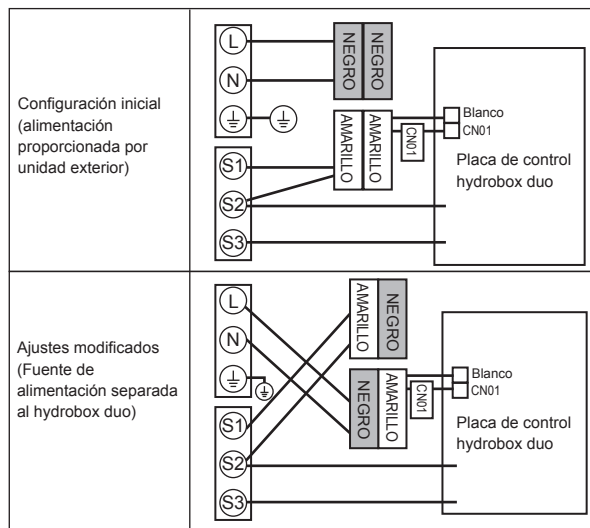 Configuración inicial
(alimentación
proporcionada por
unidad exterior)
L
N
S1
S2
S3
NEGRO
NEGRO
AMARILLO
AMARILLO
CN01
Blanco
CN01
Placa de control
hydrobox duo
Ajustes modificados
(Fuente de
alimentación separada
al hydrobox duo)
L
N
S1
S2
S3
AMARILLO
NEGRO
NEGRO
AMARILLO
CN01
Blanco
CN01
Placa de control
hydrobox duo